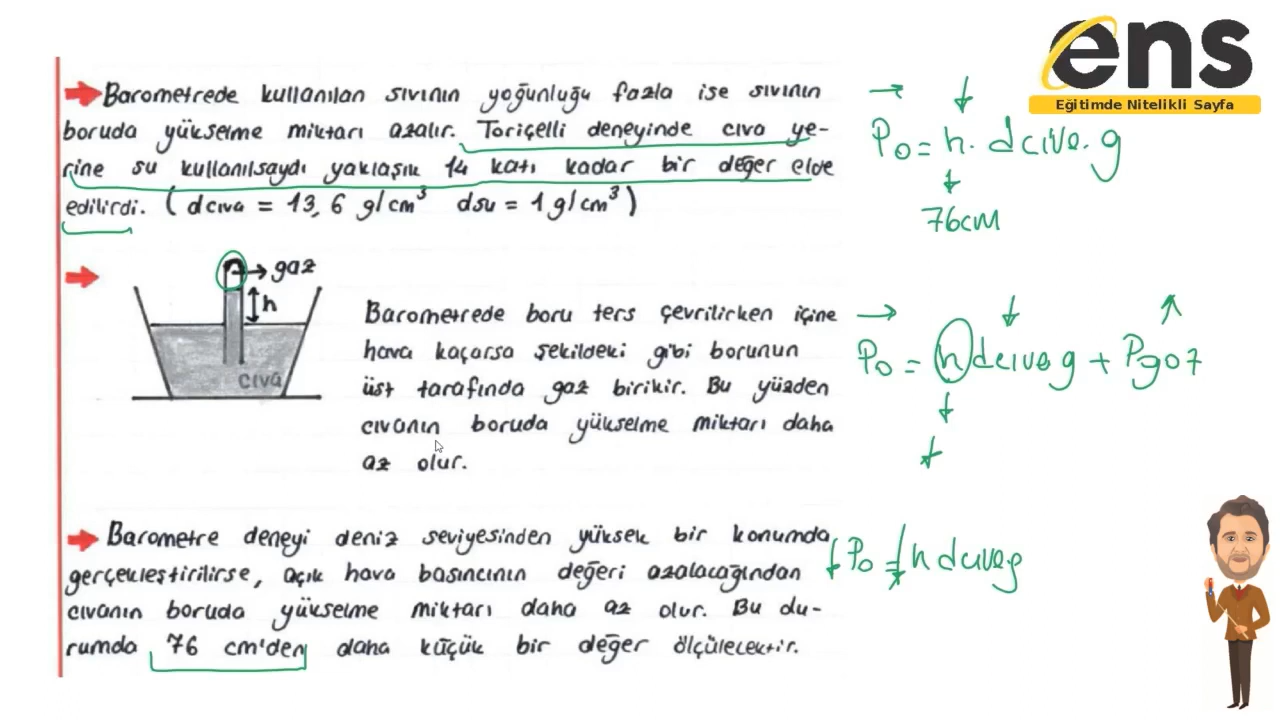 ens
Eğitimde Nitelikli Sayfa
Barometrede kullanılan sıvının yoğunluğu fazla ise sıvının
boruda yükselme miktarı azalır. Toriçelli deneyinde cıva ye-
rine su kullanılsaydı yaklaşık 14 katı kadar bir değer elde
edilirdi. (dcıva = 13,6 g/cm³ dsu = 1 g/cm³)
P₀ = h. dcıva. g
76cm
gaz
h
cıva
Barometrede boru ters çevrilirken içine
hava kaçarsa şekildeki gibi borunun
üst tarafında gaz birikir. Bu yüzden
cıvanın boruda yükselme miktarı daha
az olur.
P₀ = h dcıva g + Pgaz
Barometre deneyi deniz seviyesinden yüksek bir konumda
gerçekleştirilirse, açık hava basıncının değeri azalacağından
cıvanın boruda yükselme miktarı daha az olur. Bu du-
rumda 76 cm'den daha küçük bir değer ölçülecektir.
P₀ = h dcıva g